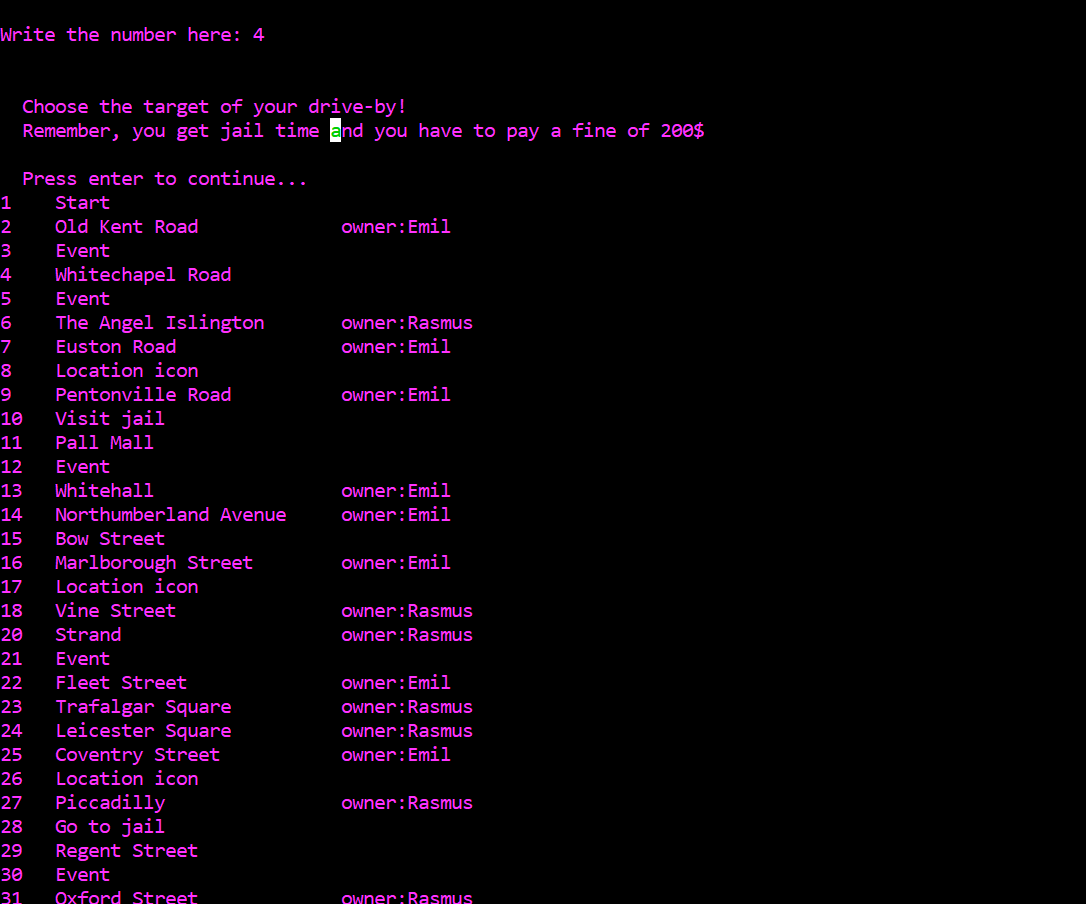 Write the number here: 4
Choose the target of your drive-by!
Remember, you get jail time and you have to pay a fine of 200$
Press enter to continue...
1 Start
2 Old Kent Road owner:Emil
3 Event
4 Whitechapel Road
5 Event
6 The Angel Islington owner:Rasmus
7 Euston Road owner:Emil
8 Location icon
9 Pentonville Road owner:Emil
10 Visit jail
11 Pall Mall
12 Event
13 Whitehall owner:Emil
14 Northumberland Avenue owner:Emil
15 Bow Street
16 Marlborough Street owner:Emil
17 Location icon
18 Vine Street owner:Rasmus
20 Strand owner:Rasmus
21 Event
22 Fleet Street owner:Emil
23 Trafalgar Square owner:Rasmus
24 Leicester Square owner:Rasmus
25 Coventry Street owner:Emil
26 Location icon
27 Piccadilly owner:Rasmus
28 Go to jail
29 Regent Street
30 Event
31 Oxford Street owner:Rasmus